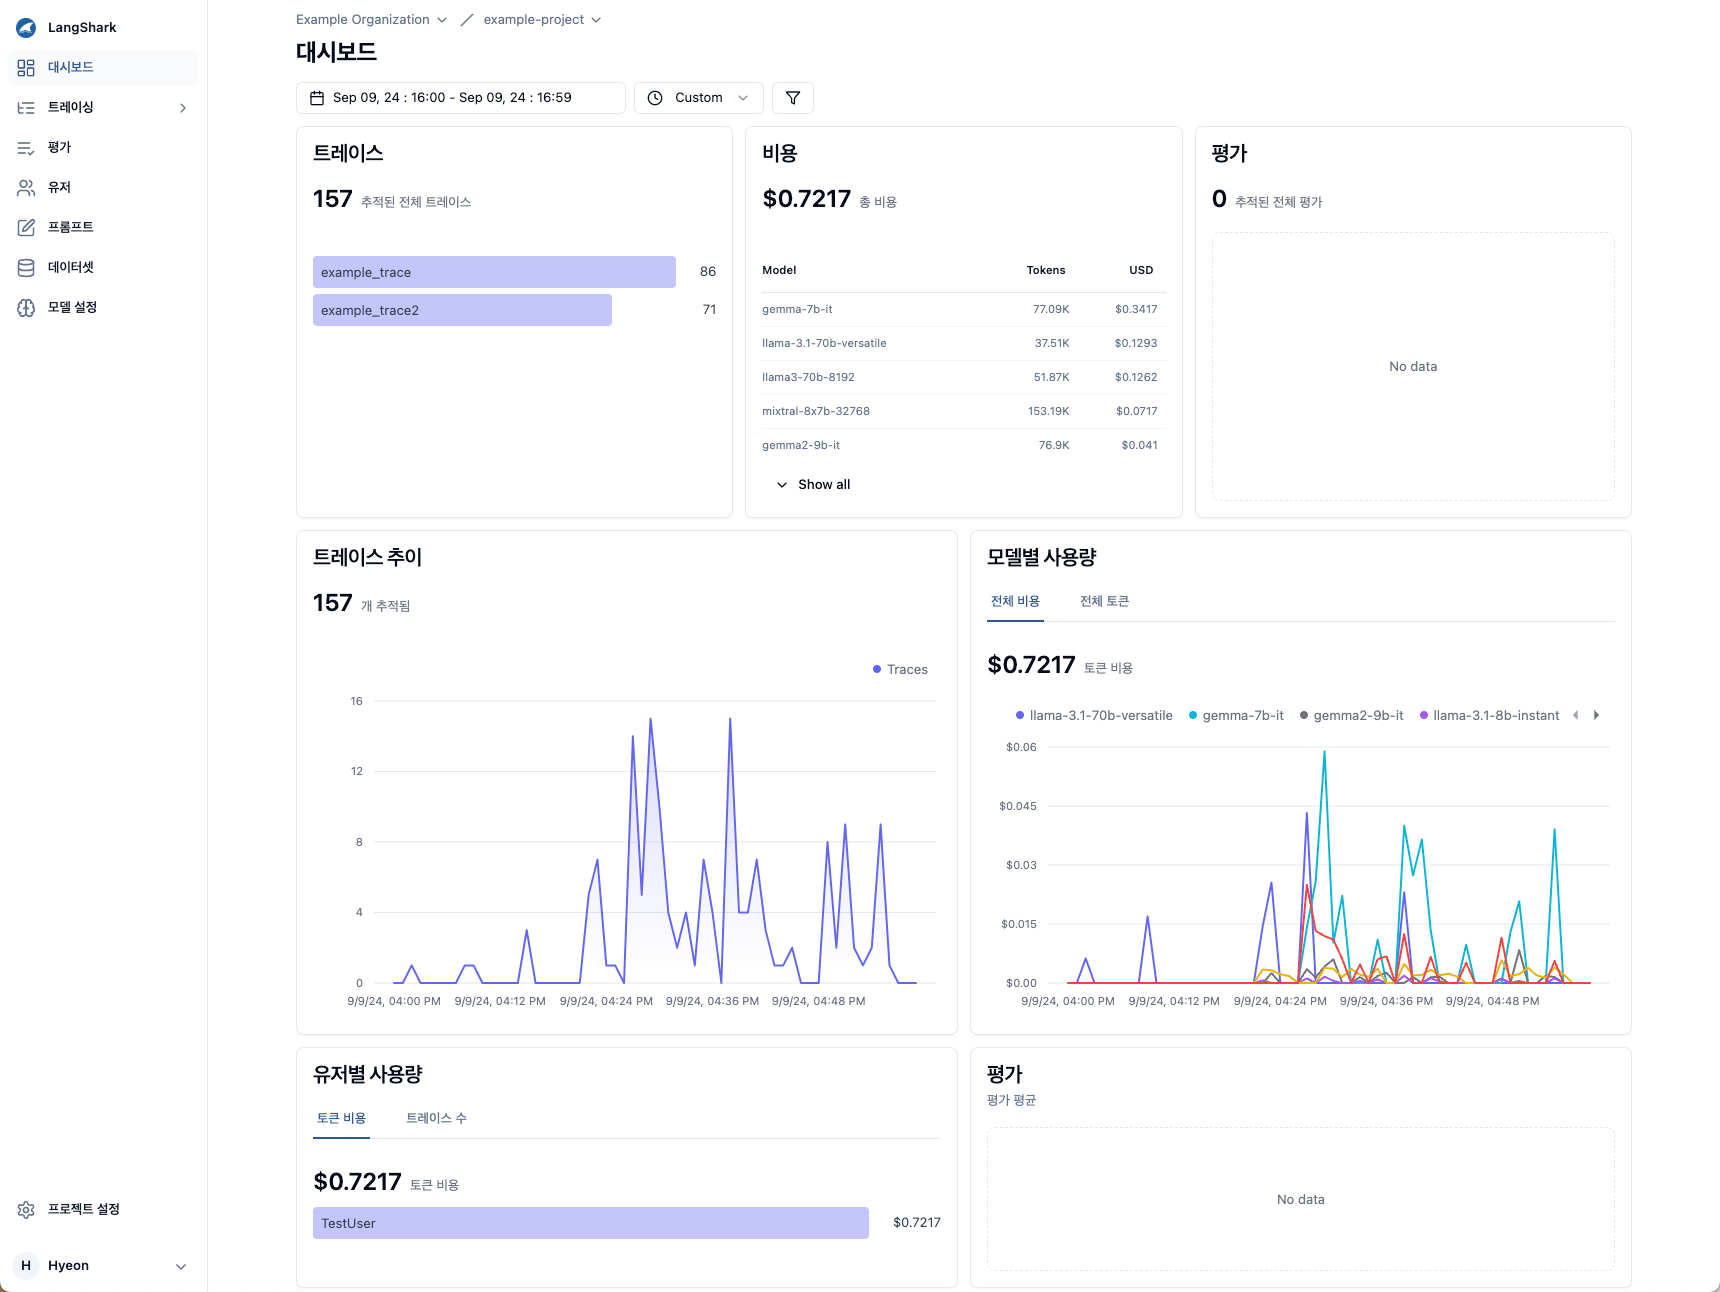 LangShark
대시보드
트레이싱
평가
유저
프롬프트
데이터셋
모델 설정
프로젝트 설정
H Hyeon
Example Organization example-project
대시보드
Sep 09, 24 : 16:00 - Sep 09, 24 : 16:59 Custom
트레이스
157 추적된 전체 트레이스
example_trace 86
example_trace2 71
비용
$0.7217 총 비용
Model Tokens USD
gemma-7b-it 77.09K $0.3417
llama-3.1-70b-versatile 37.51K $0.1293
llama3-70b-8192 51.87K $0.1262
mixtral-8x7b-32768 153.19K $0.0717
gemma2-9b-it 76.9K $0.041
Show all
평가
0 추적된 전체 평가
No data
트레이스 추이
157 개 추적됨
Traces
16
12
8
4
0
9/9/24, 04:00 PM 9/9/24, 04:12 PM 9/9/24, 04:24 PM 9/9/24, 04:36 PM 9/9/24, 04:48 PM
모델별 사용량
전체 비용 전체 토큰
$0.7217 토큰 비용
llama-3.1-70b-versatile gemma-7b-it gemma2-9b-it llama-3.1-8b-instant
$0.06
$0.045
$0.03
$0.015
$0.00
9/9/24, 04:00 PM 9/9/24, 04:12 PM 9/9/24, 04:24 PM 9/9/24, 04:36 PM 9/9/24, 04:48 PM
유저별 사용량
토큰 비용 트레이스 수
$0.7217 토큰 비용
TestUser $0.7217
평가
평가 평균
No data